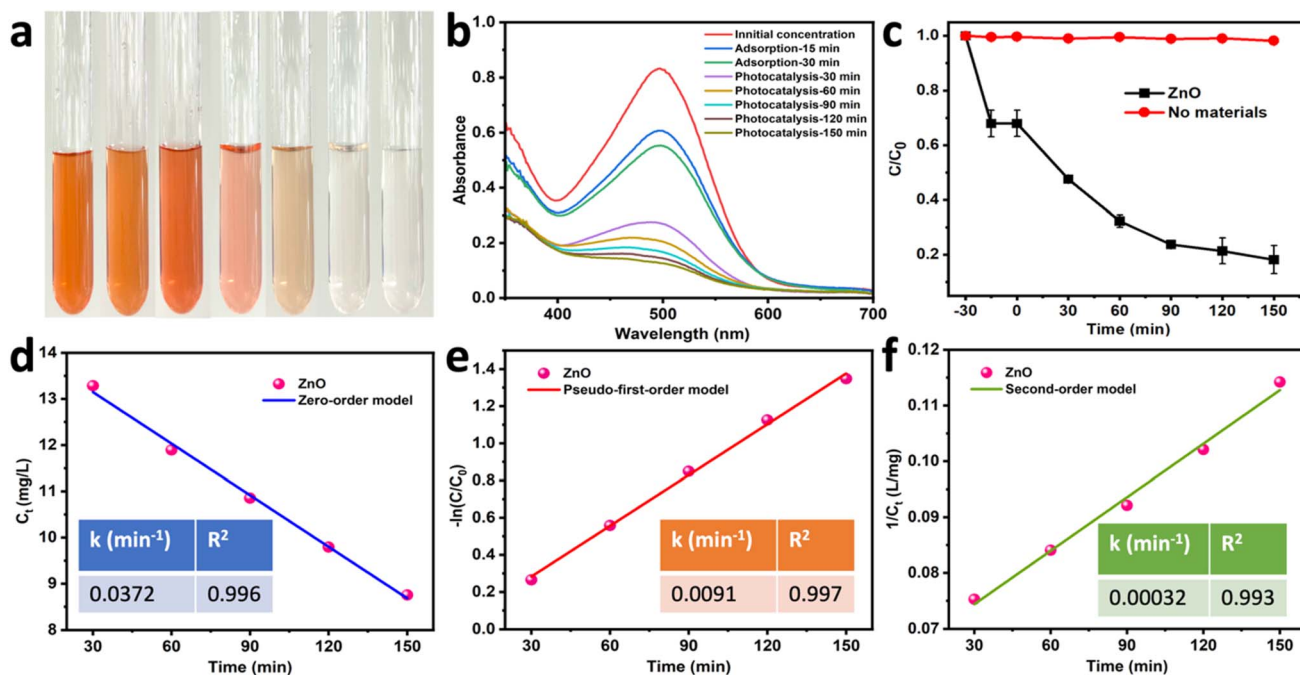 a
b
Innitial concentration
Adsorption-15 min
Adsorption-30 min
Photocatalysis-30 min
Photocatalysis-60 min
Photocatalysis-90 min
Photocatalysis-120 min
Photocatalysis-150 min
Absorbance
1.0
0.8
0.6
0.4
0.2
0.0
400 500 600 700
Wavelength (nm)
c
ZnO
No materials
C/C₀
1.0
0.8
0.6
0.4
0.2
0.0
-30 0 30 60 90 120 150
Time (min)
d
ZnO
Zero-order model
Cₜ (mg/L)
14
13
12
11
10
9
8
k (min⁻¹) R²
0.0372 0.996
30 60 90 120 150
Time (min)
e
ZnO
Pseudo-first-order model
-ln(C/C₀)
-1.4
1.2
1.0
0.8
0.6
0.4
0.2
-0.0
k (min⁻¹) R²
0.0091 0.997
30 60 90 120 150
Time (min)
f
ZnO
Second-order model
1/Cₜ (L/mg)
0.12
0.11
0.10
0.09
0.08
0.07
k (min⁻¹) R²
0.00032 0.993
30 60 90 120 150
Time (min)